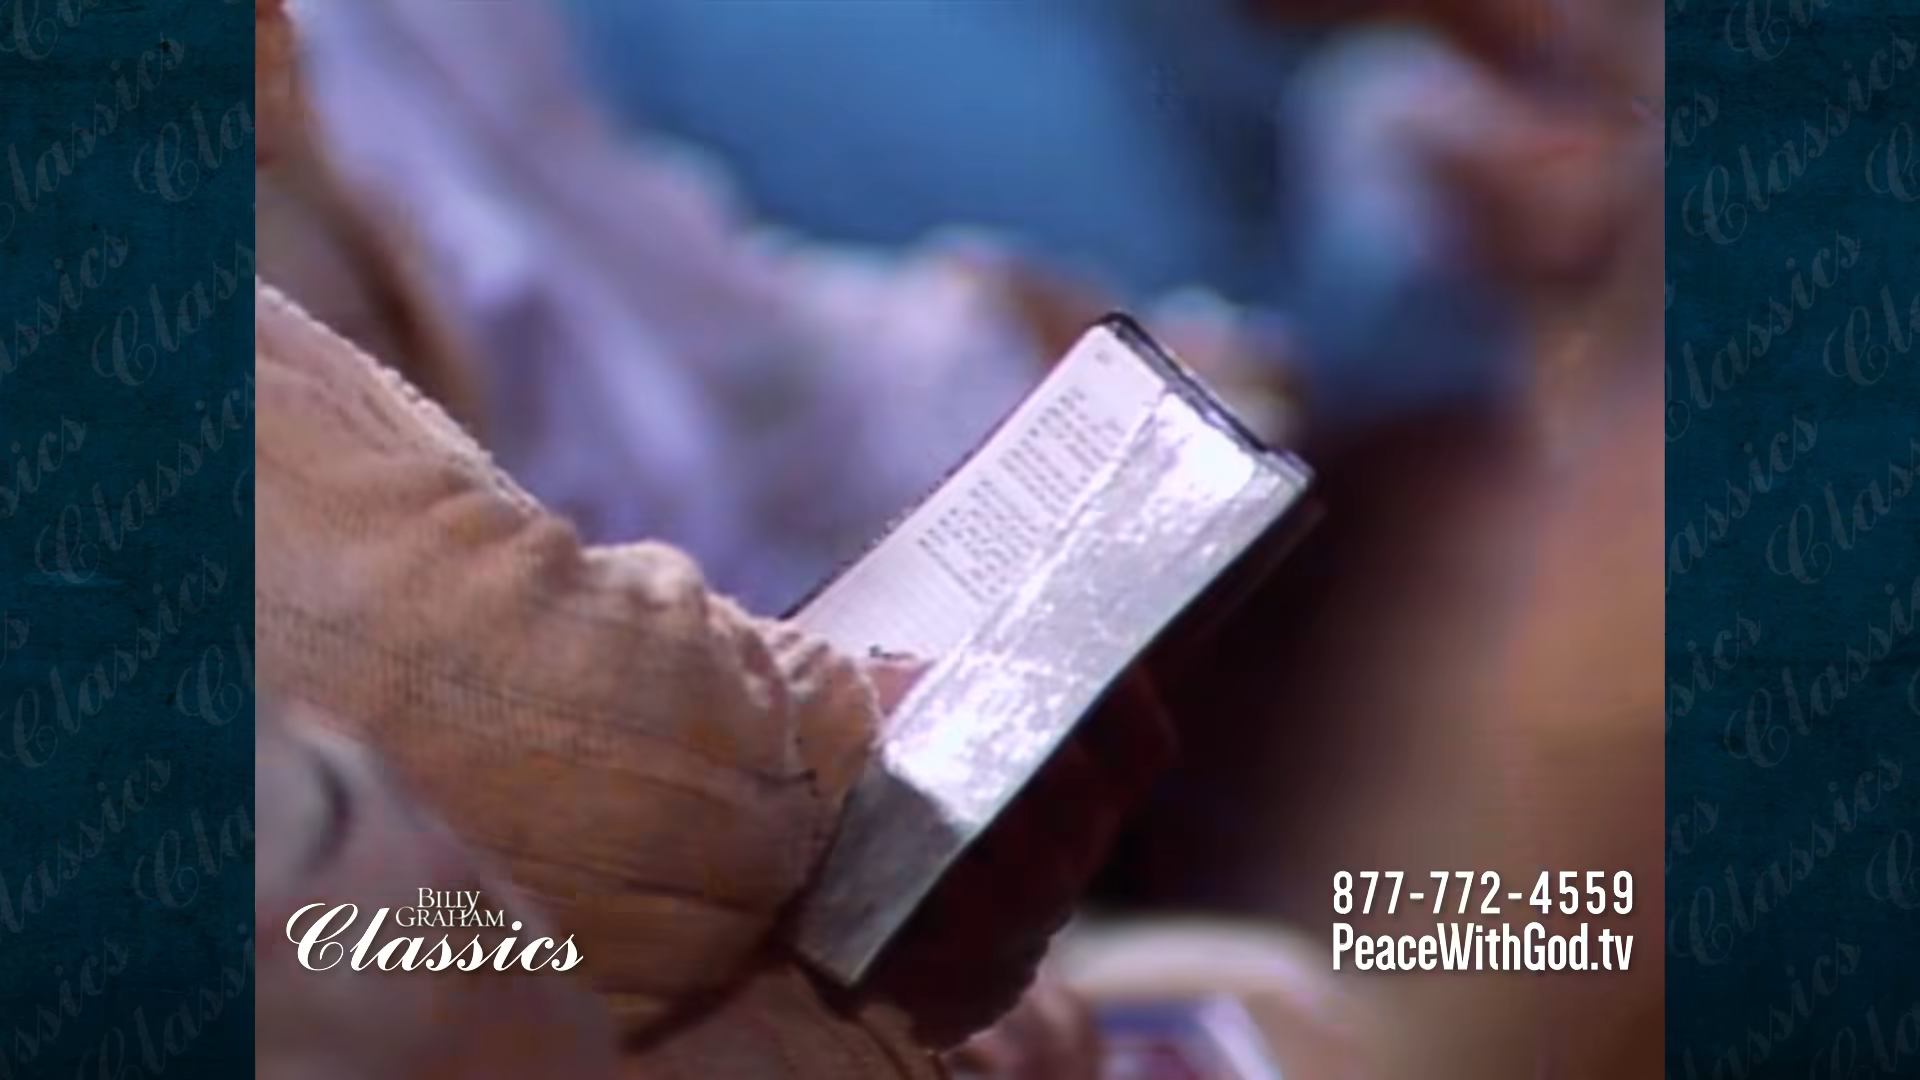 BILLY
GRAHAM
Classics
877-772-4559
PeaceWithGod.tv